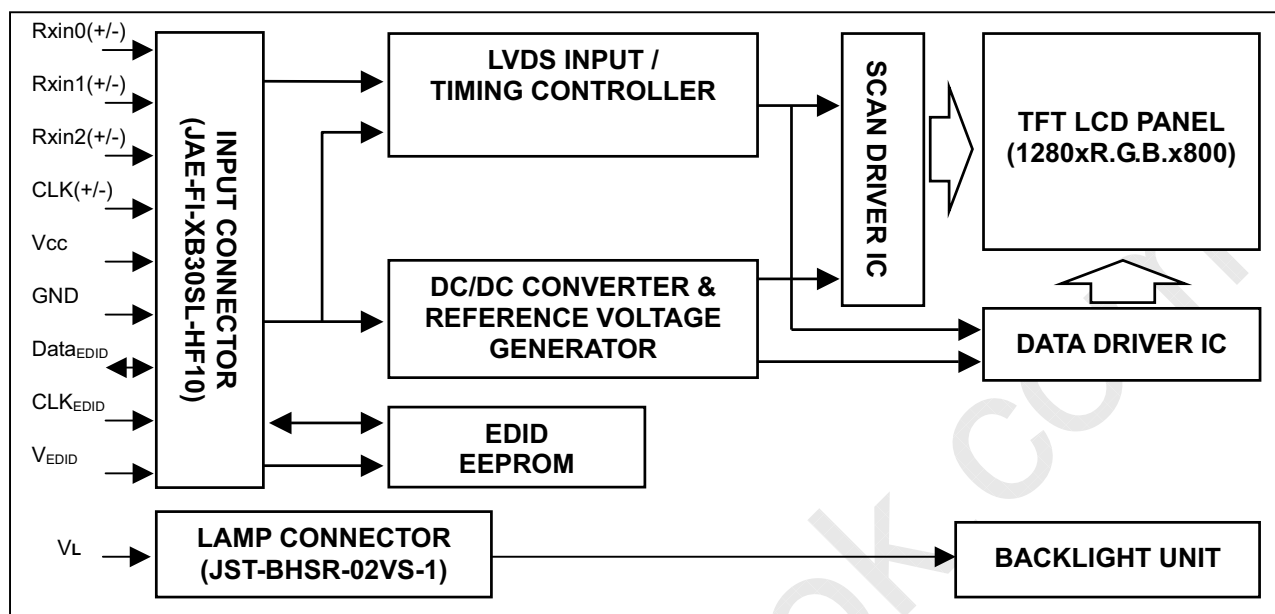 Rxin0(+/-)
Rxin1(+/-)
Rxin2(+/-)
CLK(+/-)
Vcc
GND
DataEDID
CLKEDID
VEDID
VL
INPUT CONNECTOR
(JAE-FI-XB30SL-HF10)
LVDS INPUT /
TIMING CONTROLLER
DC/DC CONVERTER &
REFERENCE VOLTAGE
GENERATOR
EDID
EEPROM
LAMP CONNECTOR
(JST-BHSR-02VS-1)
SCAN DRIVER IC
TFT LCD PANEL
(1280xR.G.B.x800)
DATA DRIVER IC
BACKLIGHT UNIT